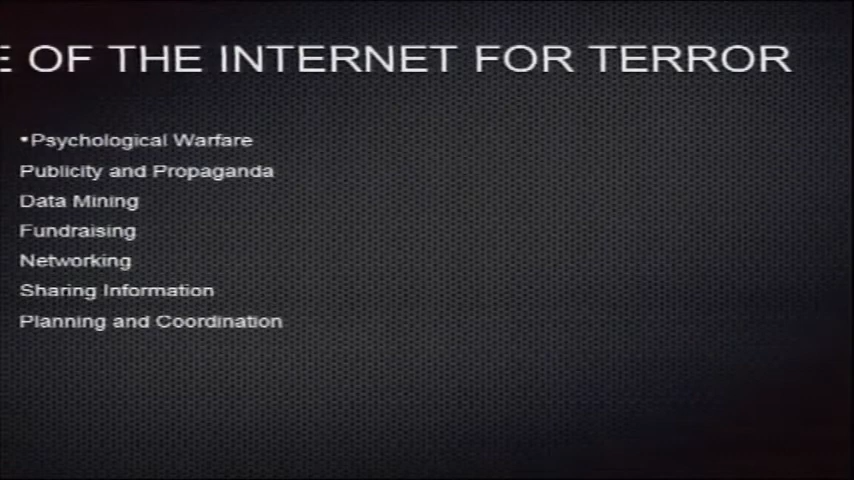 OF THE INTERNET FOR TERROR
•Psychological Warfare
Publicity and Propaganda
Data Mining
Fundraising
Networking
Sharing Information
Planning and Coordination